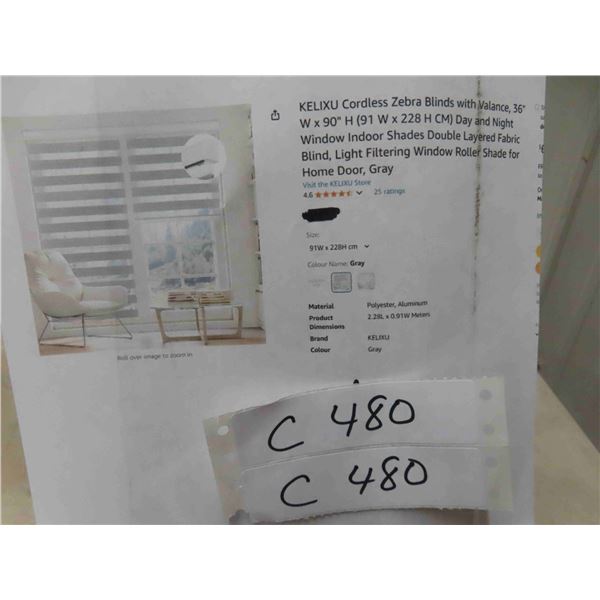 KELIXU Cordless Zebra Blinds with Valance, 36"
W x 90" H (91 W x 228 H CM) Day and Night
Window Indoor Shades Double Layered Fabric
Blind, Light Filtering Window Roller Shade for
Home Door, Gray
Visit the KELIXU Store
4.6 25 ratings
Size:
91W x 228H cm
Colour Name: Gray
Material Polyester, Aluminum
Product Dimensions 2.28L x 0.91W Meters
Brand KELIXU
Colour Gray
Roll over image to zoom in
C 480
C 480